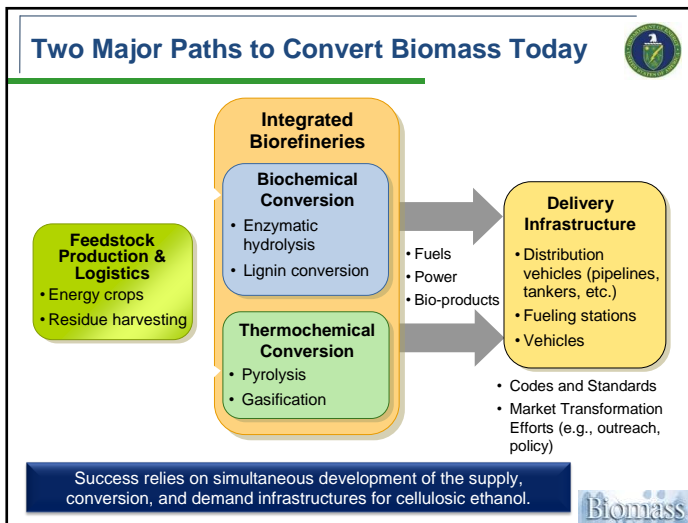 Two Major Paths to Convert Biomass Today
Feedstock
Production &
Logistics
• Energy crops
• Residue harvesting
Integrated
Biorefineries
Biochemical
Conversion
• Enzymatic
hydrolysis
• Lignin conversion
Thermochemical
Conversion
• Pyrolysis
• Gasification
• Fuels
• Power
• Bio-products
Delivery
Infrastructure
• Distribution
vehicles (pipelines,
tankers, etc.)
• Fueling stations
• Vehicles
• Codes and Standards
• Market Transformation
Efforts (e.g., outreach,
policy)
Success relies on simultaneous development of the supply,
conversion, and demand infrastructures for cellulosic ethanol.
Biomass